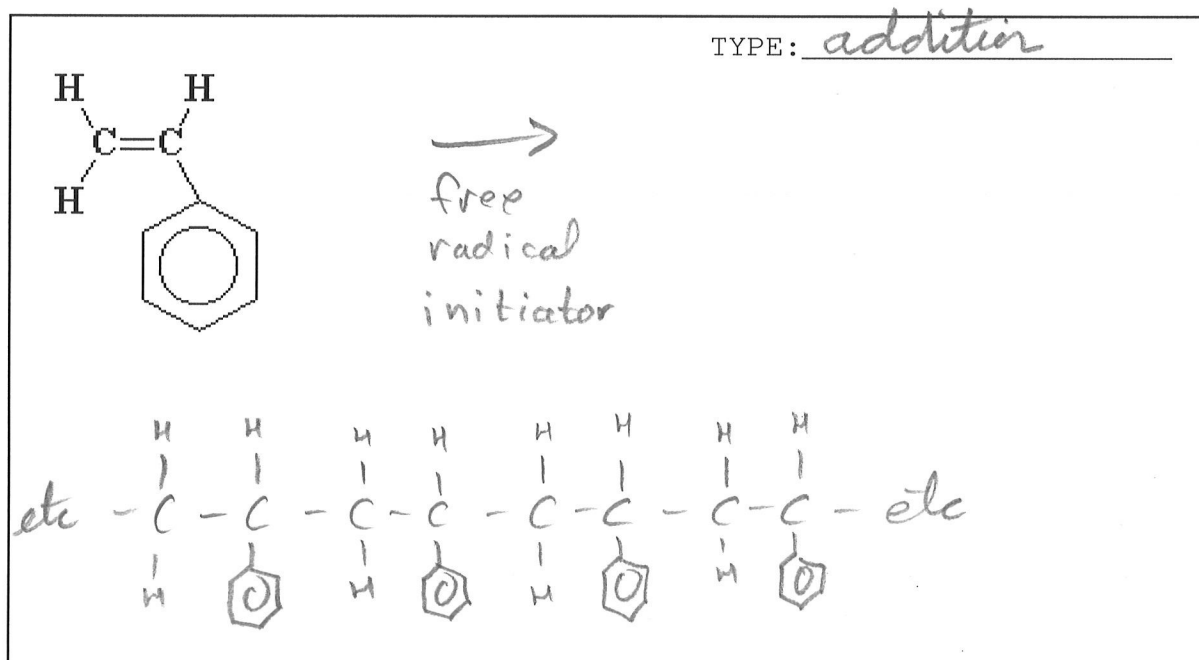 TYPE: addition
H H
C=C
H
free
radical
initiator
H H H H H H H H
etc - C - C - C - C - C - C - C - C - etc
H H H H